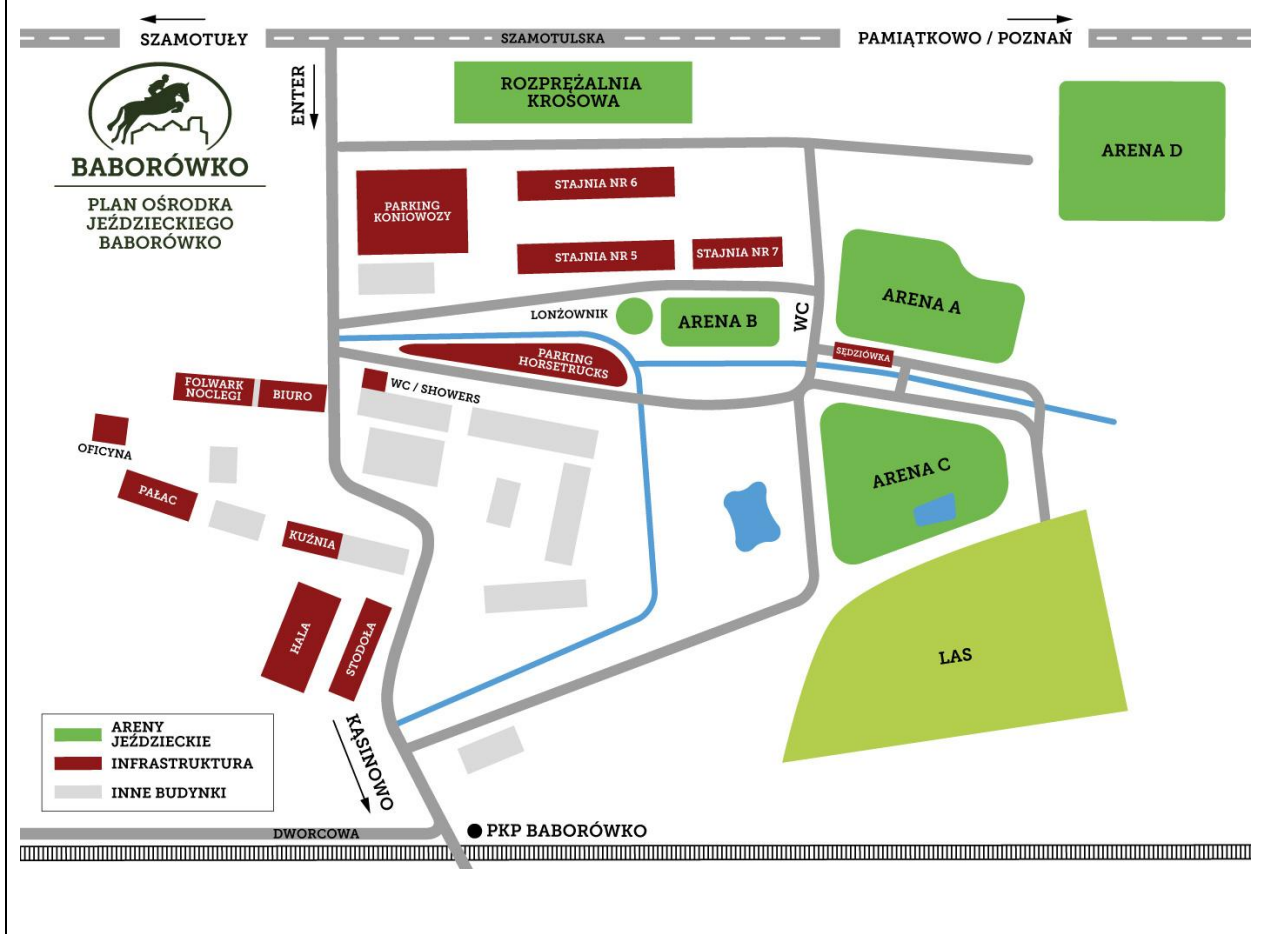 SZAMOTUŁY
SZAMOTULSKA
PAMIĄTKOWO / POZNAŃ
ENTER
BABORÓWKO
PLAN OŚRODKA
JEŹDZIECKIEGO
BABORÓWKO
ROZPRĘŻALNIA
KROSOWA
ARENA D
PARKING
KONIOWOZY
STAJNIA NR 6
STAJNIA NR 5
STAJNIA NR 7
ARENA A
LONŻOWNIK
ARENA B
WC
SĘDZIÓWKA
PARKING
HORSETRUCKS
FOLWARK
NOCLEGI
BIURO
WC / SHOWERS
OFICYNA
PAŁAC
ARENA C
KUŹNIA
HALA
STODOŁA
LAS
KĄSINOWO
ARENY
JEŹDZIECKIE
INFRASTRUKTURA
INNE BUDYNKI
DWORCOWA
PKP BABORÓWKO